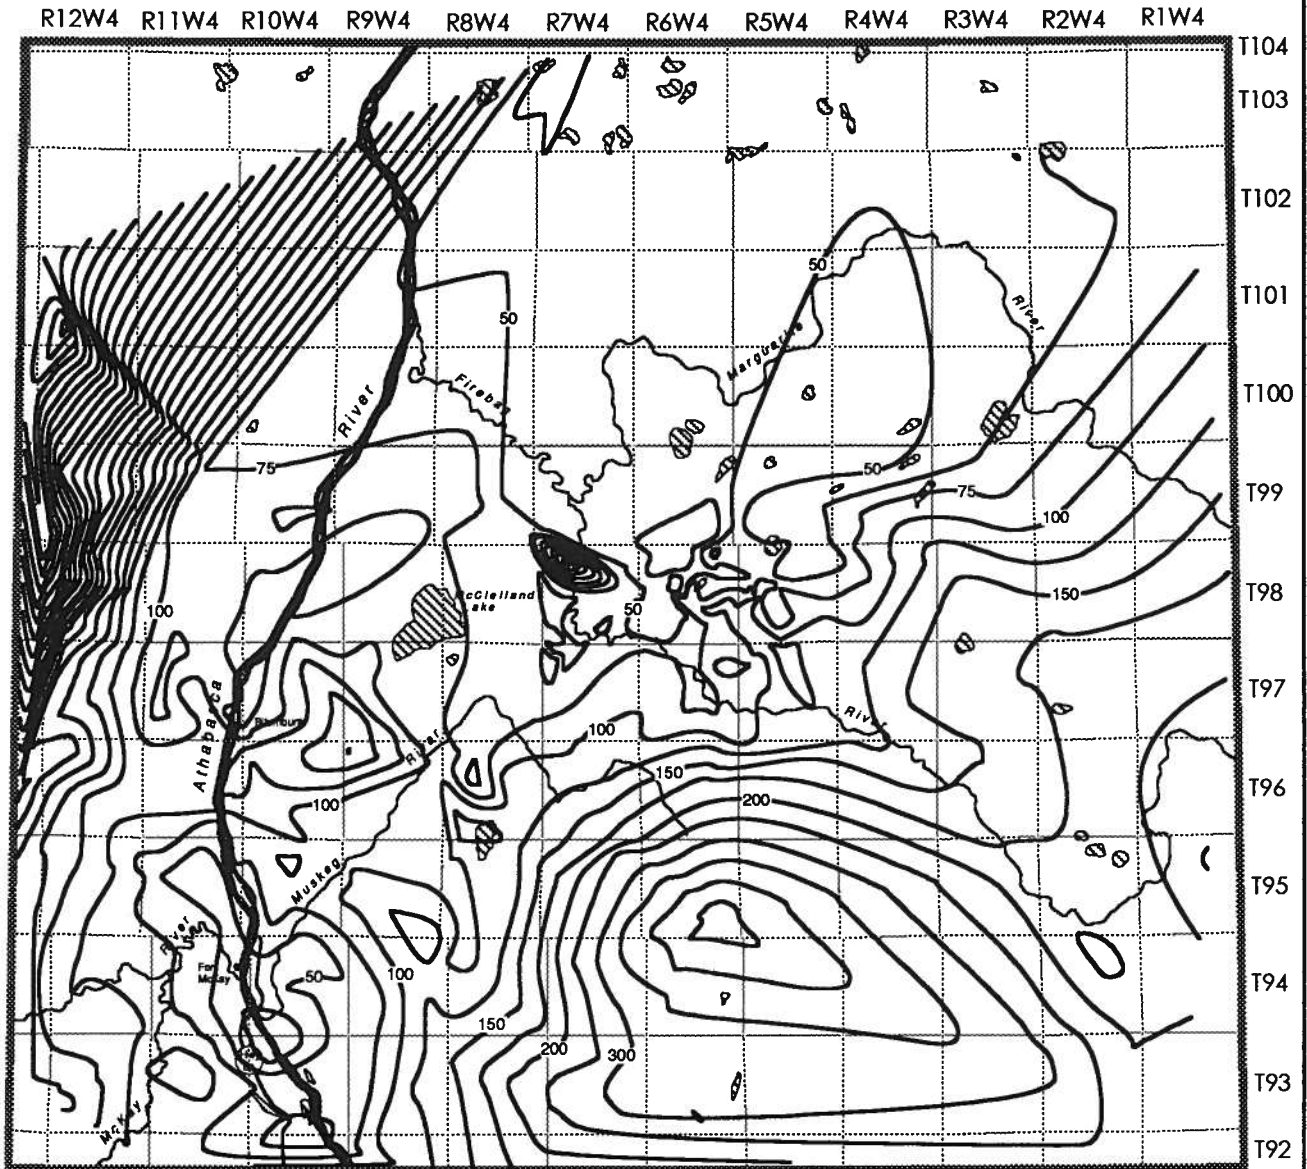 R12W4 R11W4 R10W4 R9W4 R8W4 R7W4 R6W4 R5W4 R4W4 R3W4 R2W4 R1W4
T104
T103
T102
50
T101
River
50
Marguerite
Firebag
River
T100
75
50
75
T99
100
McClelland
Lake
50
100
150
T98
T97
Athabasca
River
River
100
150
200
100
T96
Muskeg
T95
River
Fort
McKay
50
100
T94
150
200
300
T93
McKay
T92